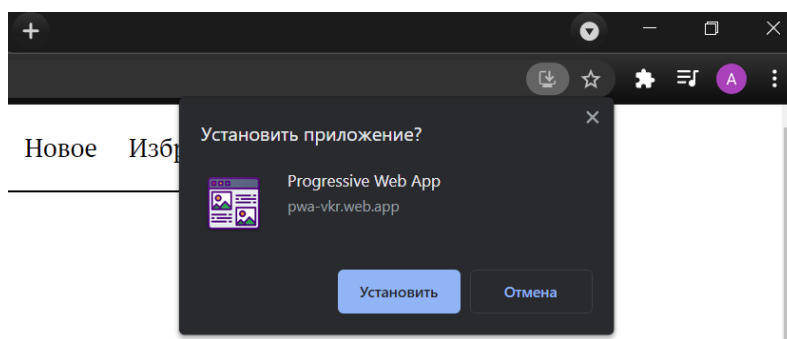 Новое
Установить приложение?
Progressive Web App
pwa-vkr.web.app
Установить Отмена
A